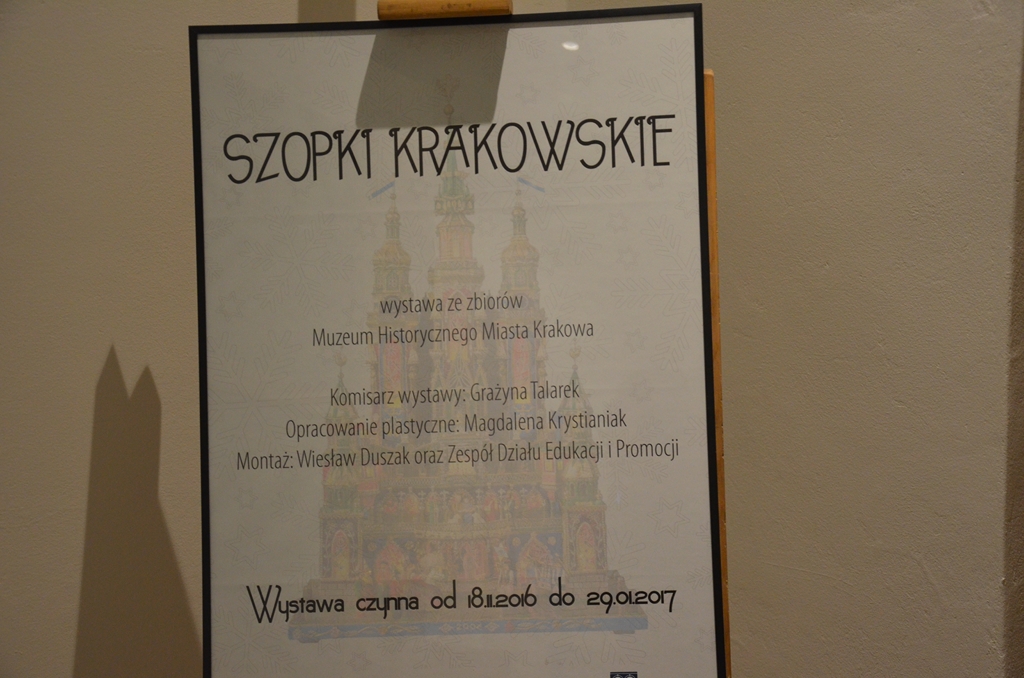 SZOPKI KRAKOWSKIE
wystawa ze zbiorów
Muzeum Historycznego Miasta Krakowa
Komisarz wystawy: Grażyna Talarek
Opracowanie plastyczne: Magdalena Krystianiak
Montaż: Wiesław Duszak oraz Zespół Działu Edukacji i Promocji
Wystawa czynna od 18.11.2016 do 29.01.2017